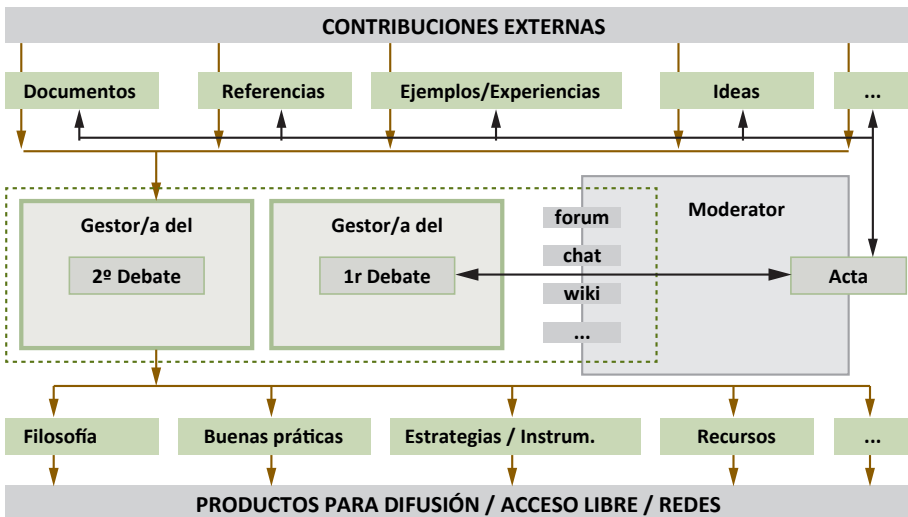 CONTRIBUCIONES EXTERNAS
Documentos
Referencias
Ejemplos/Experiencias
Ideas
...
Gestor/a del
2º Debate
Gestor/a del
1r Debate
forum
chat
wiki
...
Moderator
Acta
Filosofía
Buenas práticas
Estrategias / Instrum.
Recursos
...
PRODUCTOS PARA DIFUSIÓN / ACCESO LIBRE / REDES